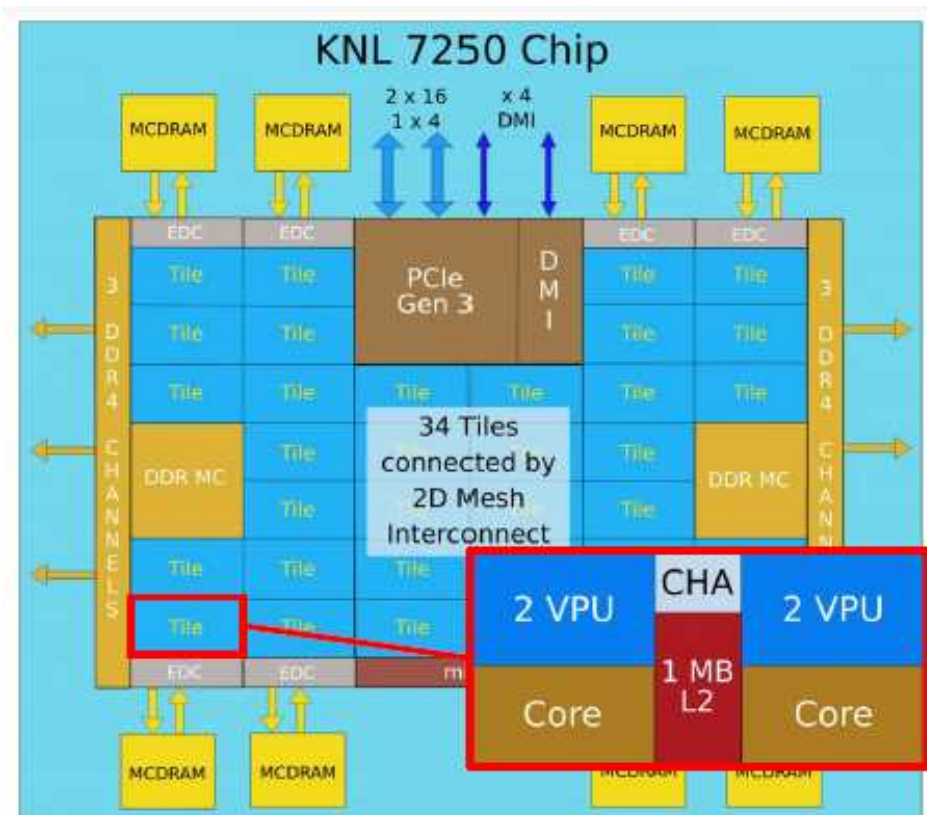 KNL 7250 Chip
2 x 16
1 x 4
x 4
DMI
MCDRAM
MCDRAM
MCDRAM
MCDRAM
EDC
EDC
EDC
EDC
3 DDR4 CHANNELS
PCIe
Gen 3
DMI
3 DDR4 CHANN
Tile
Tile
Tile
Tile
Tile
Tile
Tile
Tile
Tile
Tile
Tile
Tile
Tile
Tile
34 Tiles
connected by
2D Mesh
Interconnect
DDR MC
Tile
Tile
DDR MC
Tile
Tile
Tile
Tile
Tile
Tile
Tile
Tile
CHA
2 VPU
2 VPU
1 MB
L2
Core
Core
EDC
EDC
m
MCDRAM
MCDRAM
MCDRAM
MCDRAM